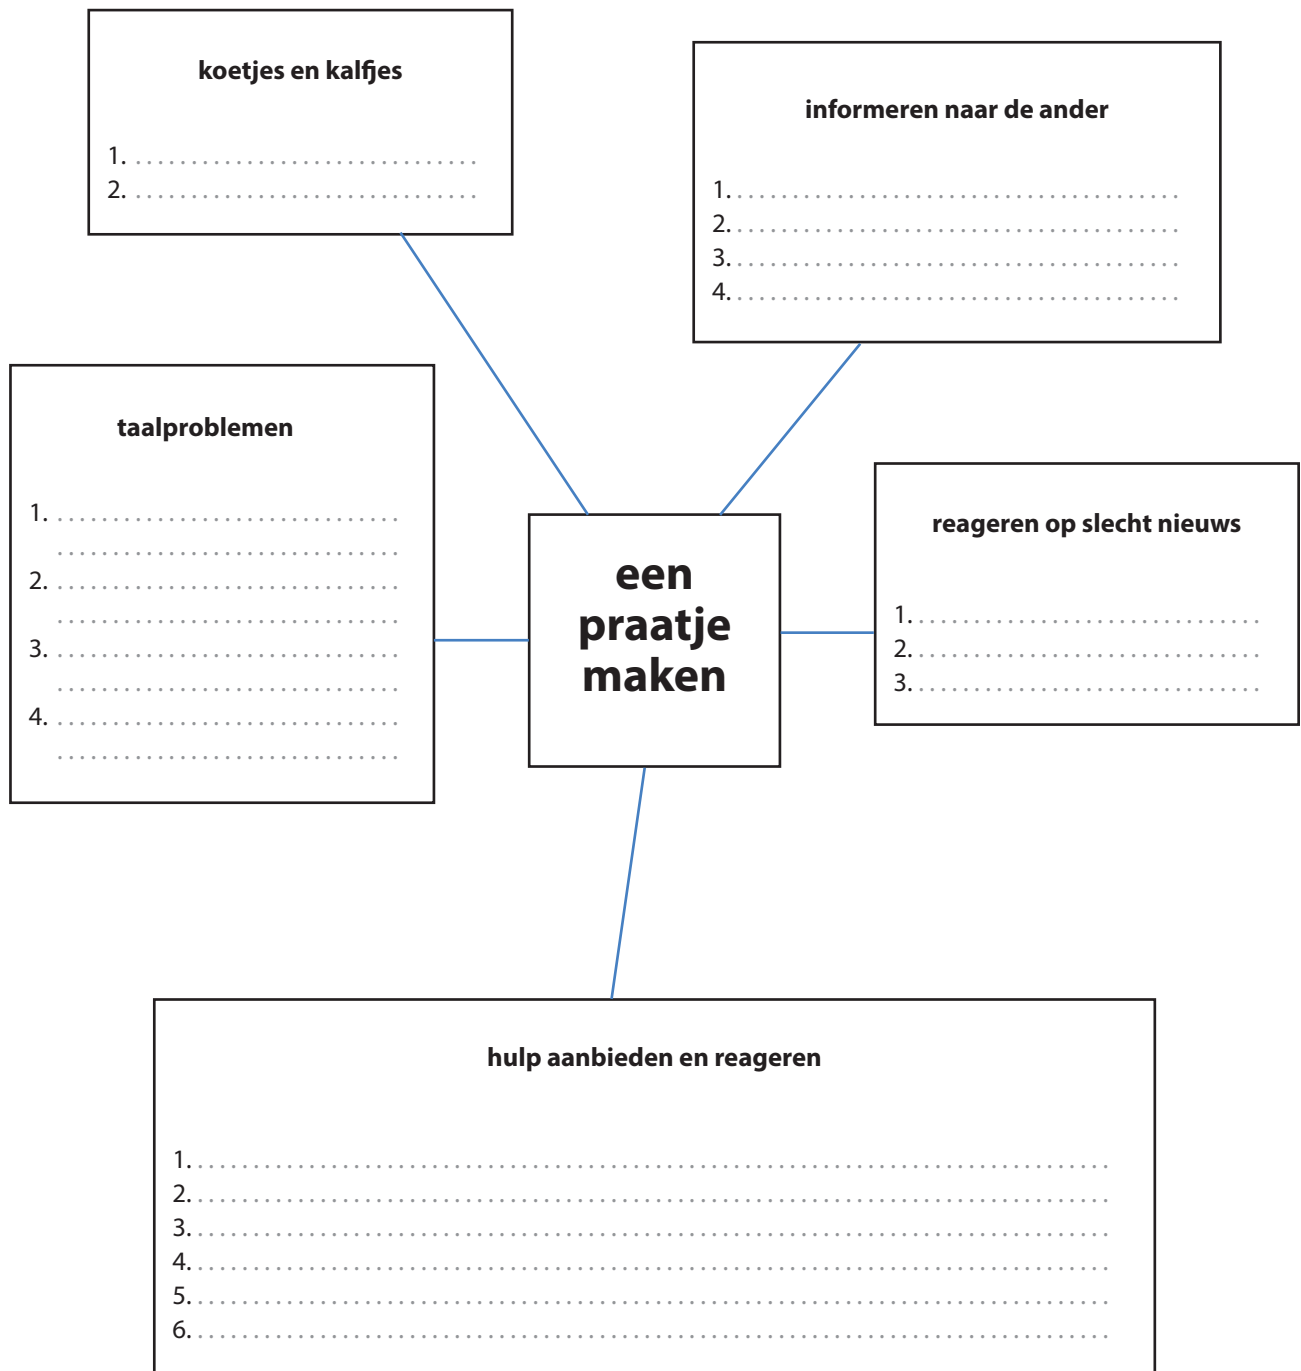 koetjes en kalfjes
1. . . . . . . . . . . . . . . . . . . . . . . . . . . . . . .
2. . . . . . . . . . . . . . . . . . . . . . . . . . . . . . .
informeren naar de ander
1. . . . . . . . . . . . . . . . . . . . . . . . . . . . . . . . . . . . . . .
2. . . . . . . . . . . . . . . . . . . . . . . . . . . . . . . . . . . . . . .
3. . . . . . . . . . . . . . . . . . . . . . . . . . . . . . . . . . . . . . .
4. . . . . . . . . . . . . . . . . . . . . . . . . . . . . . . . . . . . . . .
taalproblemen
1. . . . . . . . . . . . . . . . . . . . . . . . . . . . . . .
. . . . . . . . . . . . . . . . . . . . . . . . . . . . . .
2. . . . . . . . . . . . . . . . . . . . . . . . . . . . . . .
. . . . . . . . . . . . . . . . . . . . . . . . . . . . . .
3. . . . . . . . . . . . . . . . . . . . . . . . . . . . . . .
. . . . . . . . . . . . . . . . . . . . . . . . . . . . . .
4. . . . . . . . . . . . . . . . . . . . . . . . . . . . . . .
. . . . . . . . . . . . . . . . . . . . . . . . . . . . . .
een
praatje
maken
reageren op slecht nieuws
1. . . . . . . . . . . . . . . . . . . . . . . . . . . . . . .
2. . . . . . . . . . . . . . . . . . . . . . . . . . . . . . .
3. . . . . . . . . . . . . . . . . . . . . . . . . . . . . . .
hulp aanbieden en reageren
1. . . . . . . . . . . . . . . . . . . . . . . . . . . . . . . . . . . . . . . . . . . . . . . . . . . . . . . . . . . . . . . . . . . . . . . . . . . . . . . .
2. . . . . . . . . . . . . . . . . . . . . . . . . . . . . . . . . . . . . . . . . . . . . . . . . . . . . . . . . . . . . . . . . . . . . . . . . . . . . . . .
3. . . . . . . . . . . . . . . . . . . . . . . . . . . . . . . . . . . . . . . . . . . . . . . . . . . . . . . . . . . . . . . . . . . . . . . . . . . . . . . .
4. . . . . . . . . . . . . . . . . . . . . . . . . . . . . . . . . . . . . . . . . . . . . . . . . . . . . . . . . . . . . . . . . . . . . . . . . . . . . . . .
5. . . . . . . . . . . . . . . . . . . . . . . . . . . . . . . . . . . . . . . . . . . . . . . . . . . . . . . . . . . . . . . . . . . . . . . . . . . . . . . .
6. . . . . . . . . . . . . . . . . . . . . . . . . . . . . . . . . . . . . . . . . . . . . . . . . . . . . . . . . . . . . . . . . . . . . . . . . . . . . . . .